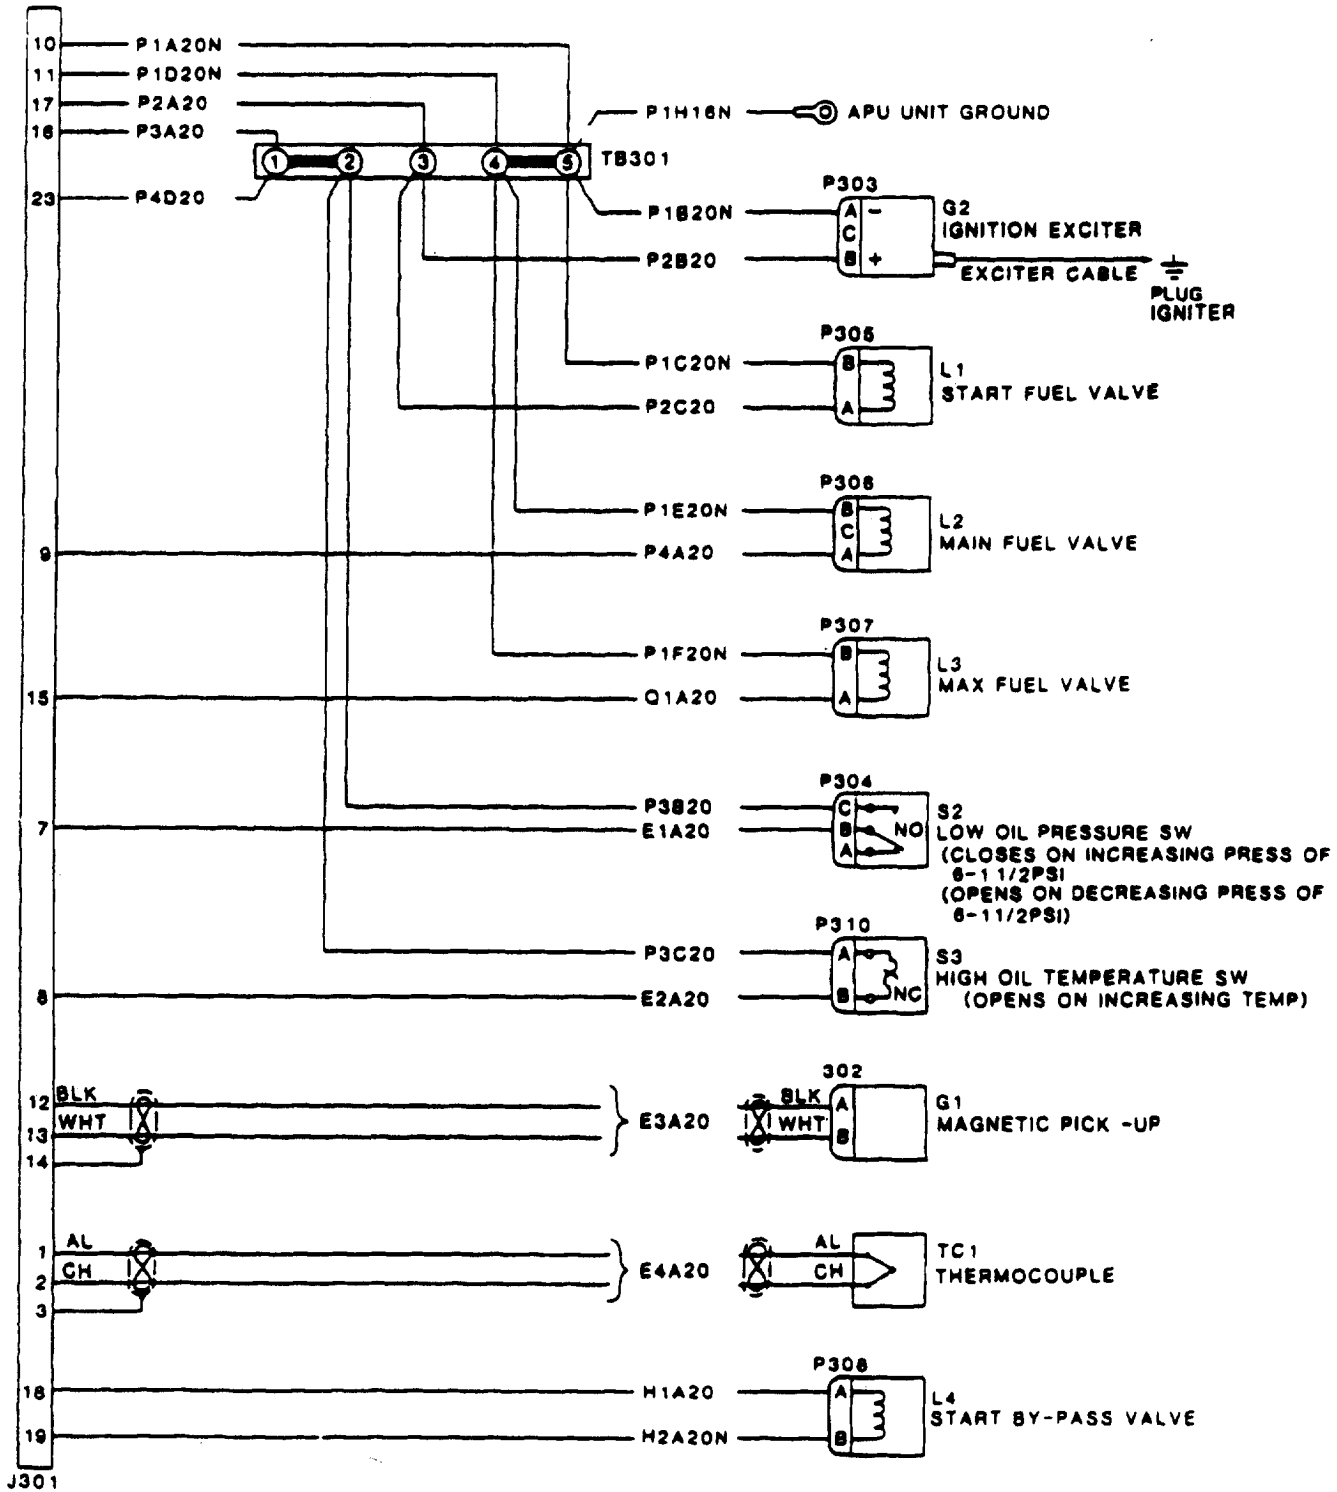 10 P1A20N
11 P1D20N
17 P2A20
P1H16N APU UNIT GROUND
16 P3A20
1 2 3 4 5 TB301
23 P4D20
P303
P1B20N A − G2
C IGNITION EXCITER
P2B20 B +
EXCITER CABLE
PLUG
IGNITER
P305
P1C20N B L1
START FUEL VALVE
P2C20 A
P306
P1E20N B L2
C MAIN FUEL VALVE
9 P4A20 A
P307
P1F20N B L3
MAX FUEL VALVE
15 Q1A20 A
P304
P3B20 C S2
7 E1A20 B NO LOW OIL PRESSURE SW
A (CLOSES ON INCREASING PRESS OF
6-1 1/2PSI
(OPENS ON DECREASING PRESS OF
6-11/2PSI)
P310
P3C20 A S3
HIGH OIL TEMPERATURE SW
8 E2A20 B NC (OPENS ON INCREASING TEMP)
302
12 BLK BLK A G1
WHT E3A20 WHT MAGNETIC PICK -UP
13 B
14
1 AL AL TC1
CH E4A20 CH THERMOCOUPLE
2
3
P308
18 H1A20 A L4
START BY-PASS VALVE
19 H2A20N B
J301